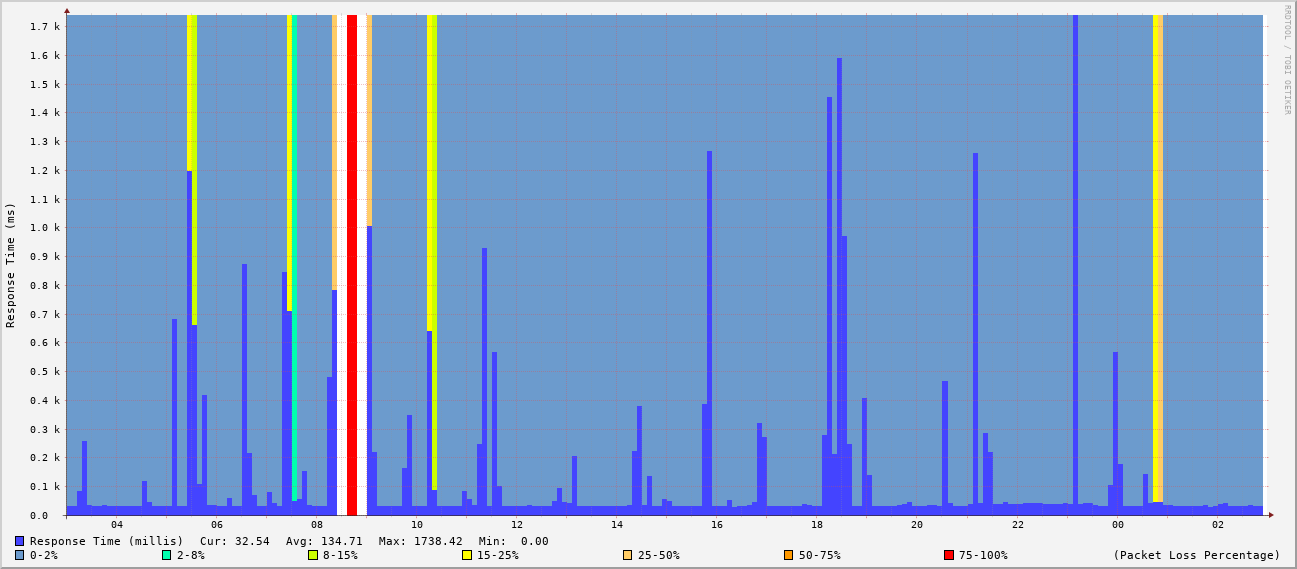 RRDTOOL / TOBI OETIKER
Response Time (ms)
1.7 k
1.6 k
1.5 k
1.4 k
1.3 k
1.2 k
1.1 k
1.0 k
0.9 k
0.8 k
0.7 k
0.6 k
0.5 k
0.4 k
0.3 k
0.2 k
0.1 k
0.0
04 06 08 10 12 14 16 18 20 22 00 02
Response Time (millis) Cur: 32.54 Avg: 134.71 Max: 1738.42 Min: 0.00
0-2% 2-8% 8-15% 15-25% 25-50% 50-75% 75-100% (Packet Loss Percentage)